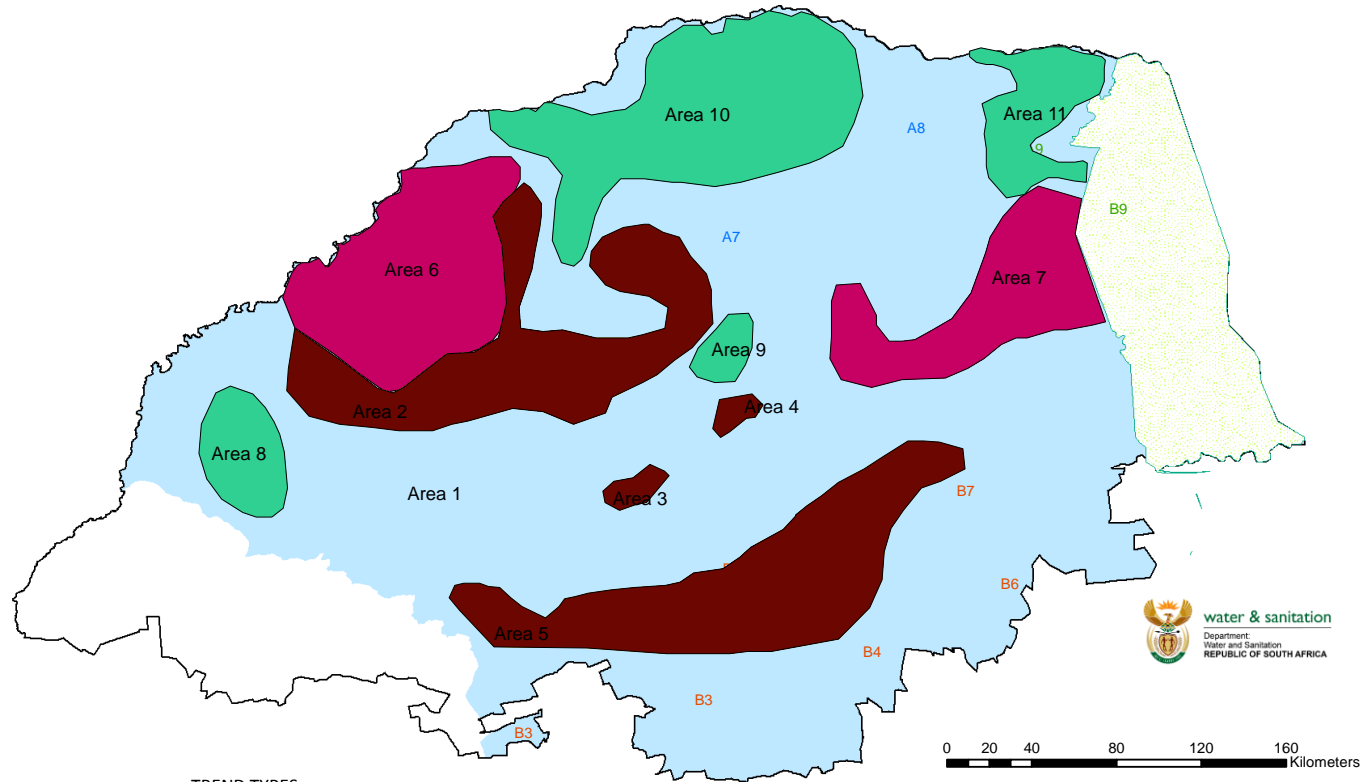 Area 10
Area 11
A8
9
B9
A7
Area 6
Area 7
Area 9
Area 2
Area 4
Area 8
Area 1
Area 3
B7
B6
Area 5
B4
B3
B3
water & sanitation
Department:
Water and Sanitation
REPUBLIC OF SOUTH AFRICA
0 20 40 80 120 160
Kilometers
TREND TYPES